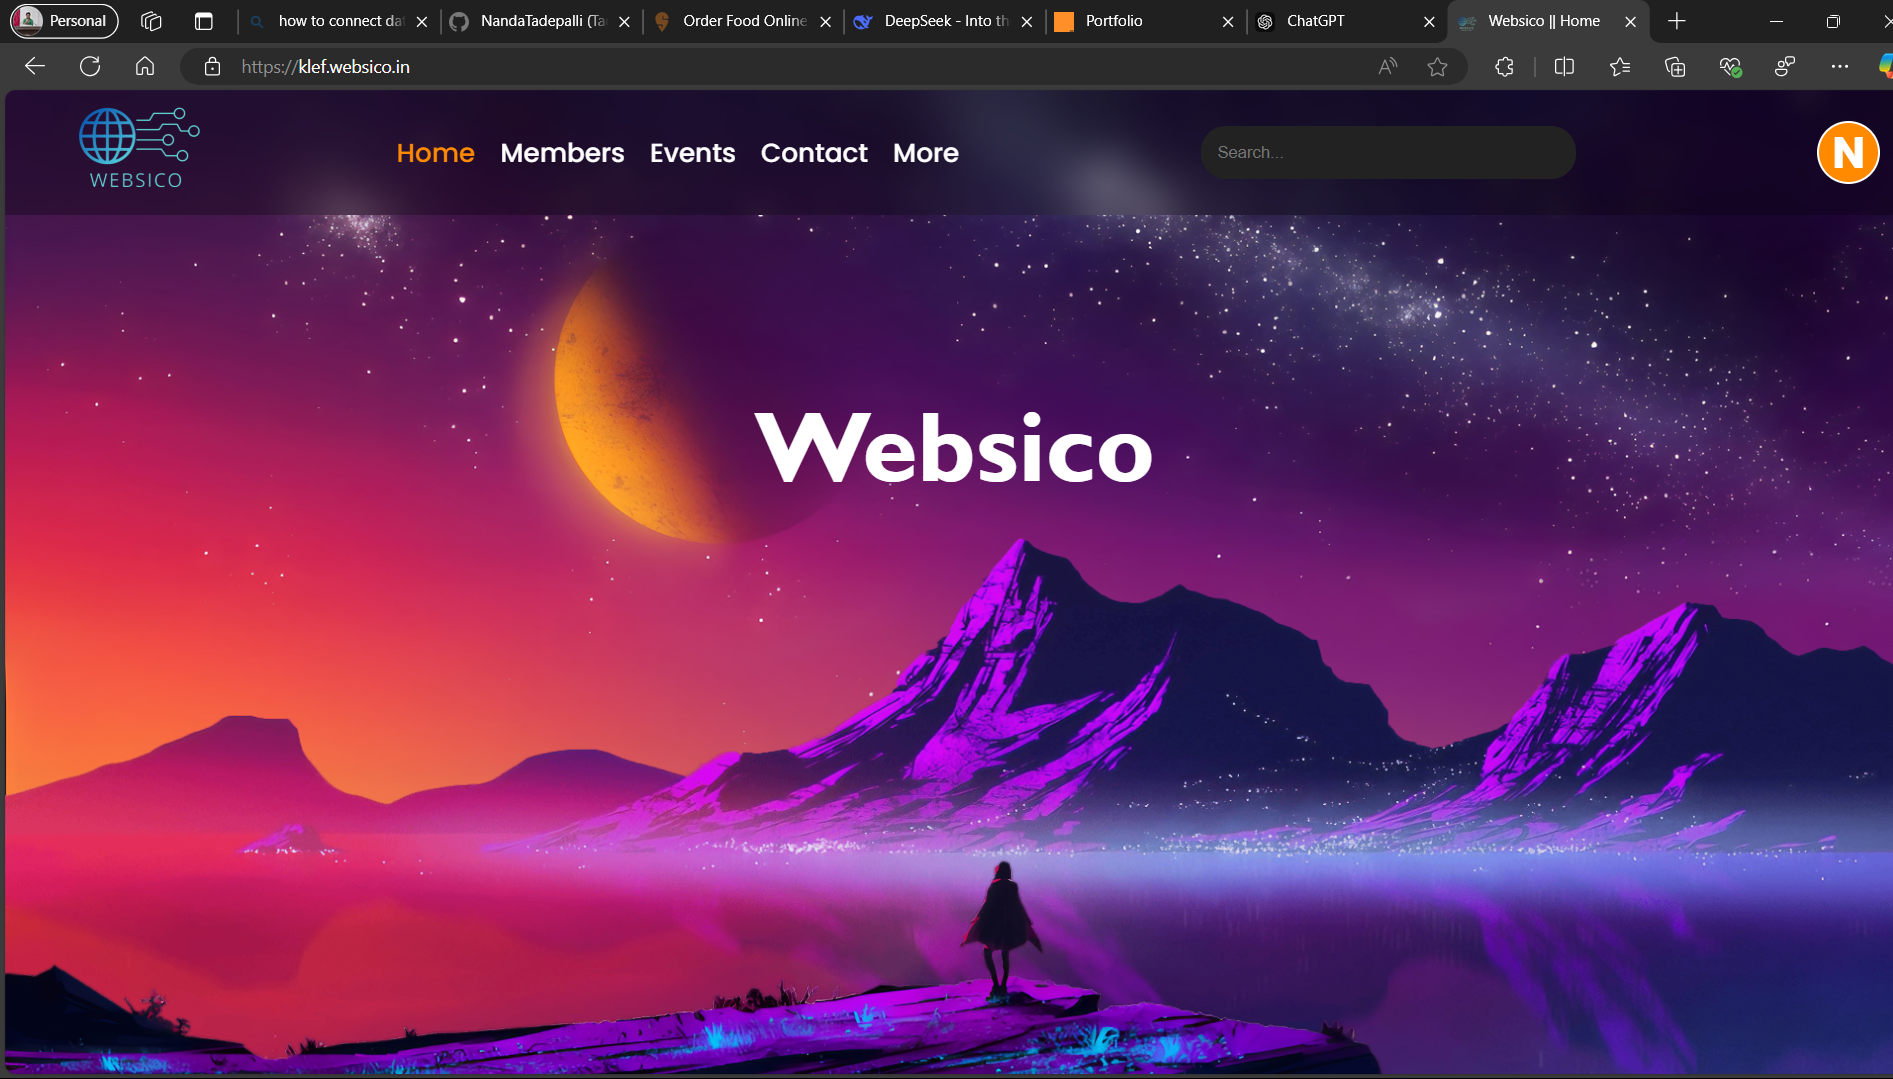 Personal
how to connect da
NandaTadepalli (Ta
Order Food Online
DeepSeek - Into th
Portfolio
ChatGPT
Websico || Home
https://klef.websico.in
WEBSICO
Home Members Events Contact More
Search...
N
Websico